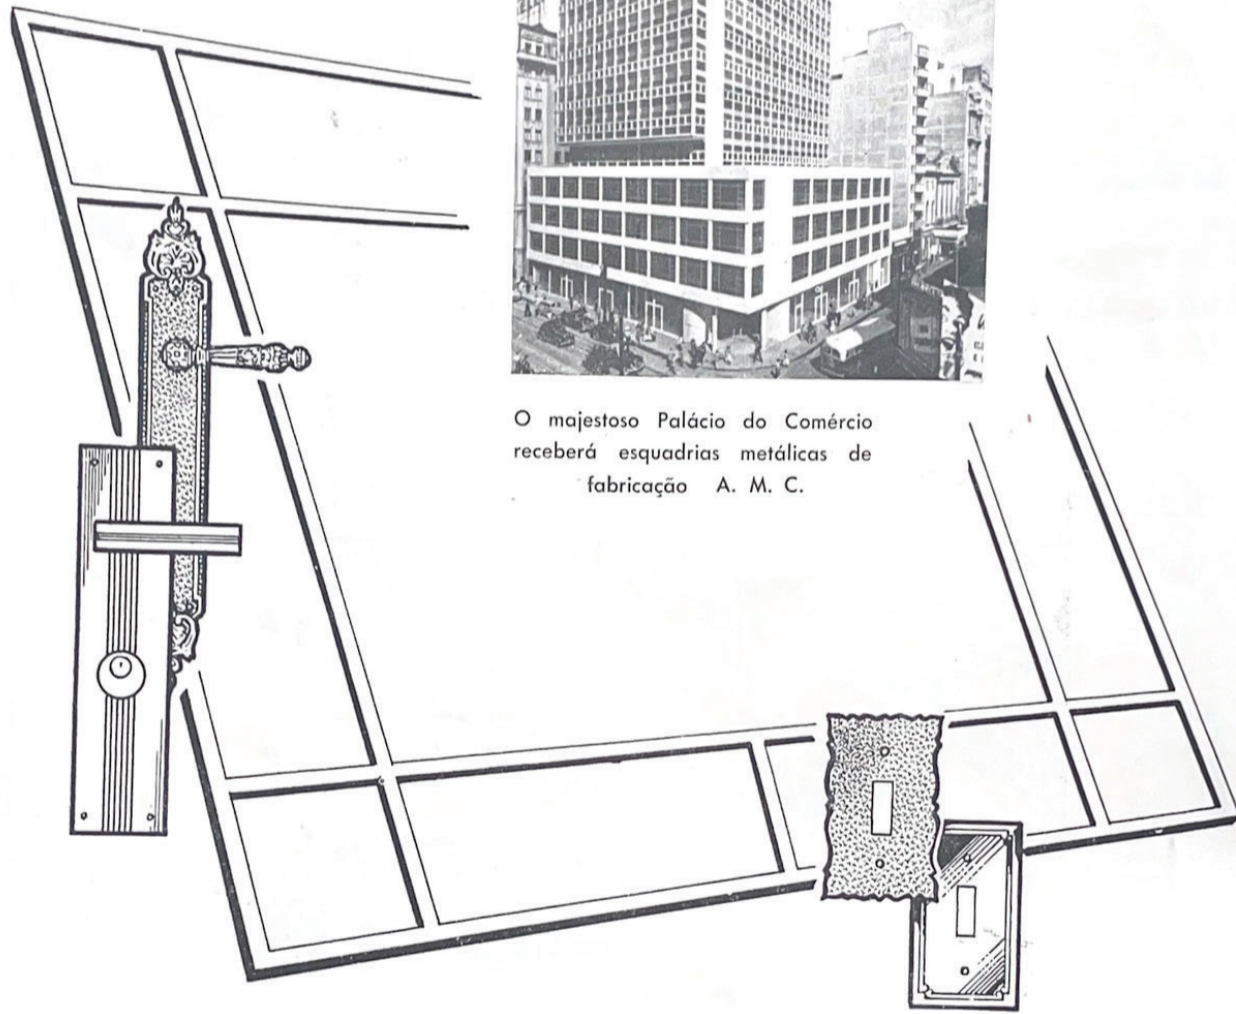 O majestoso Palácio do Comércio
receberá esquadrias metálicas de
fabricação A. M. C.